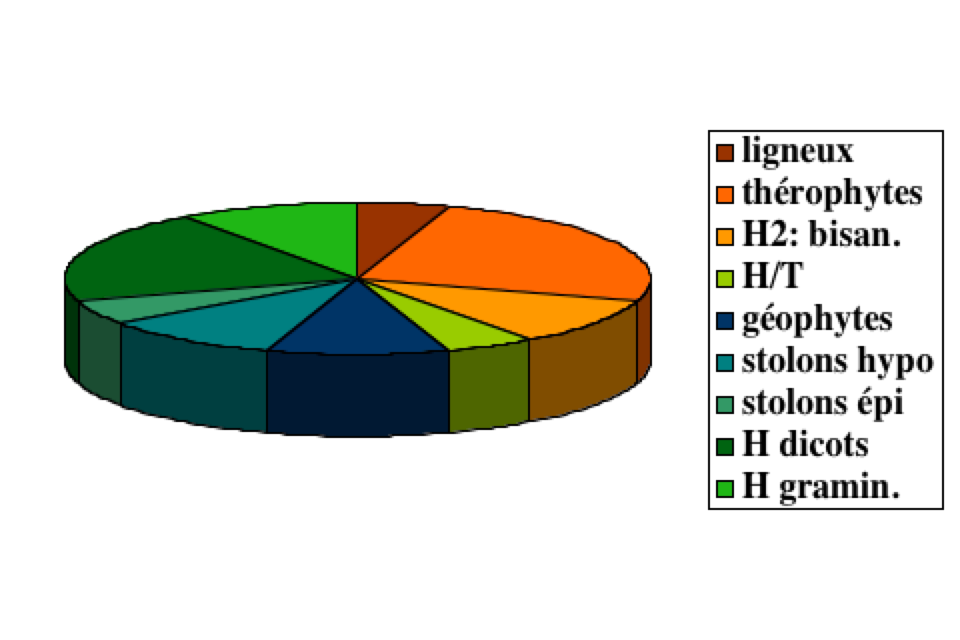 ligneux
thérophytes
H2: bisan.
H/T
géophytes
stolons hypo
stolons épi
H dicots
H gramin.